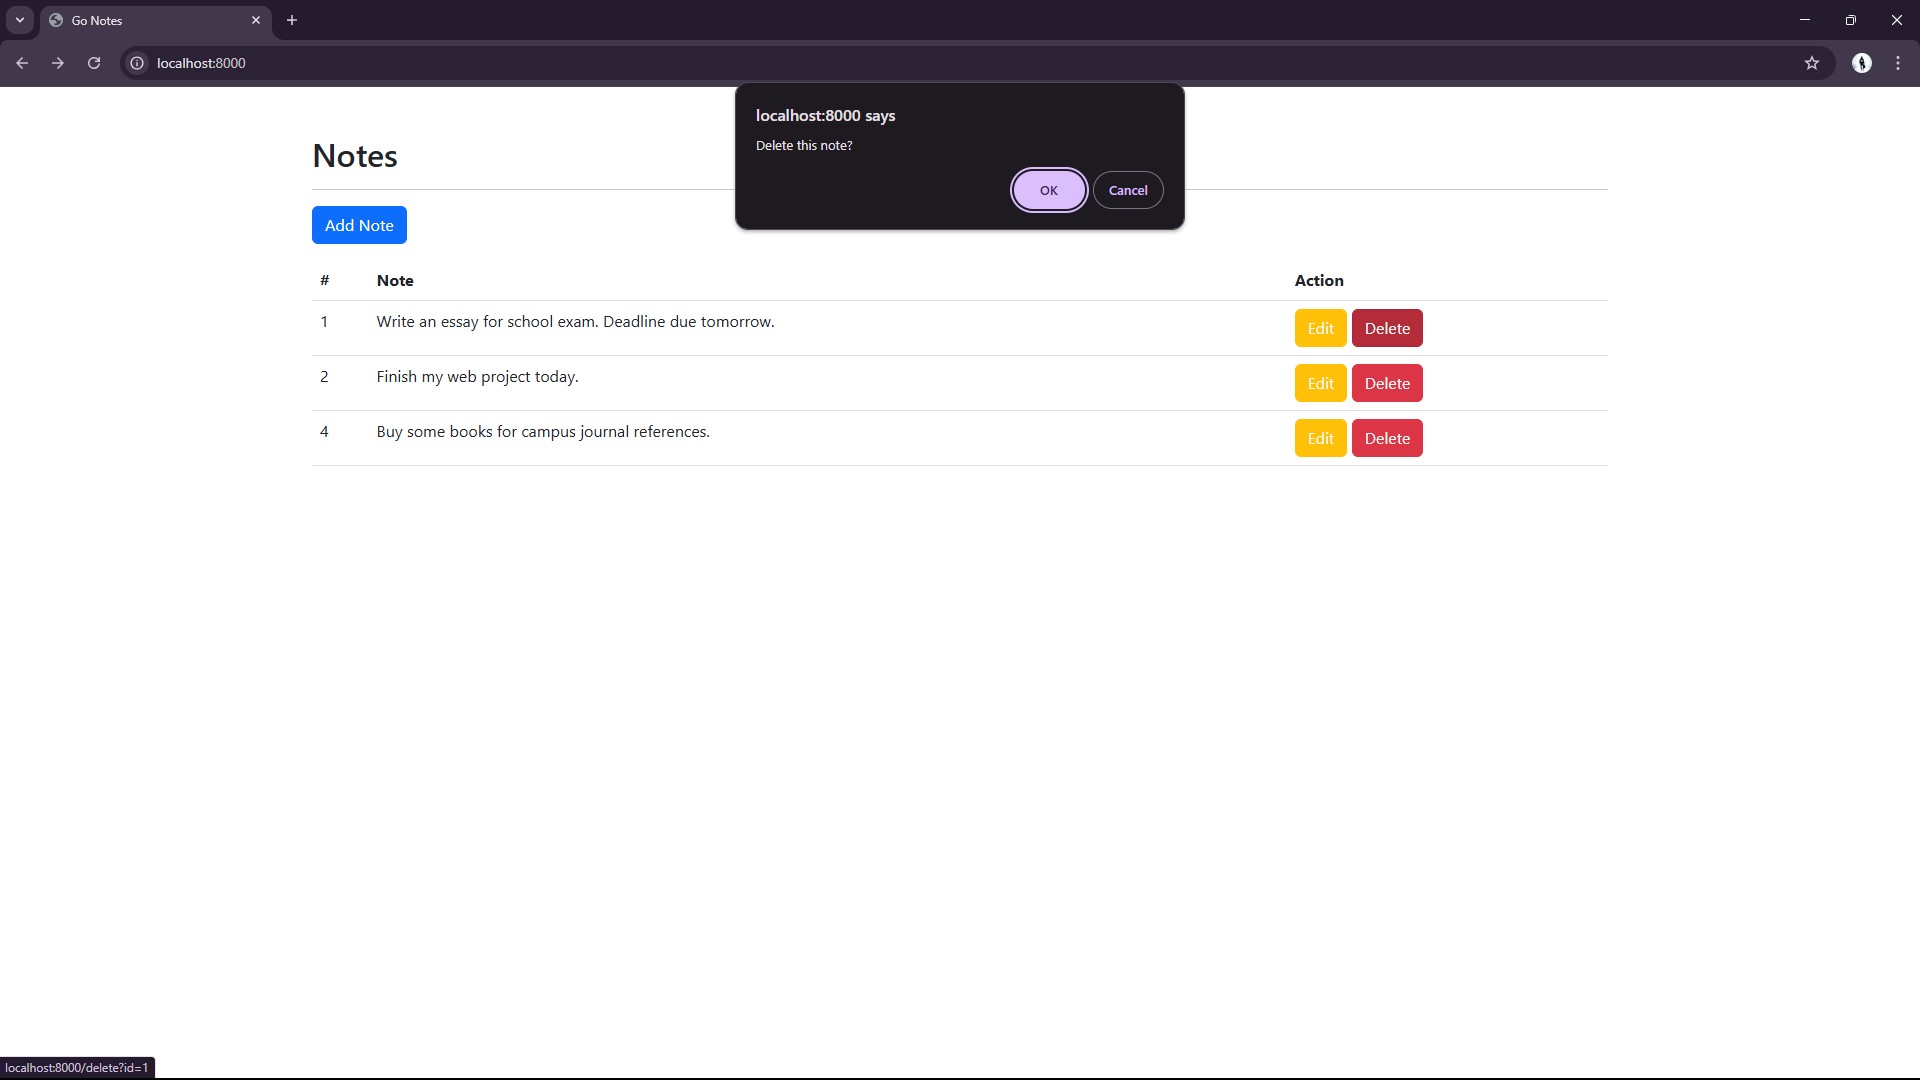 Go Notes
localhost:8000
localhost:8000 says
Delete this note?
OK Cancel
Notes
Add Note
# Note Action
1 Write an essay for school exam. Deadline due tomorrow. Edit Delete
2 Finish my web project today. Edit Delete
4 Buy some books for campus journal references. Edit Delete
localhost:8000/delete?id=1